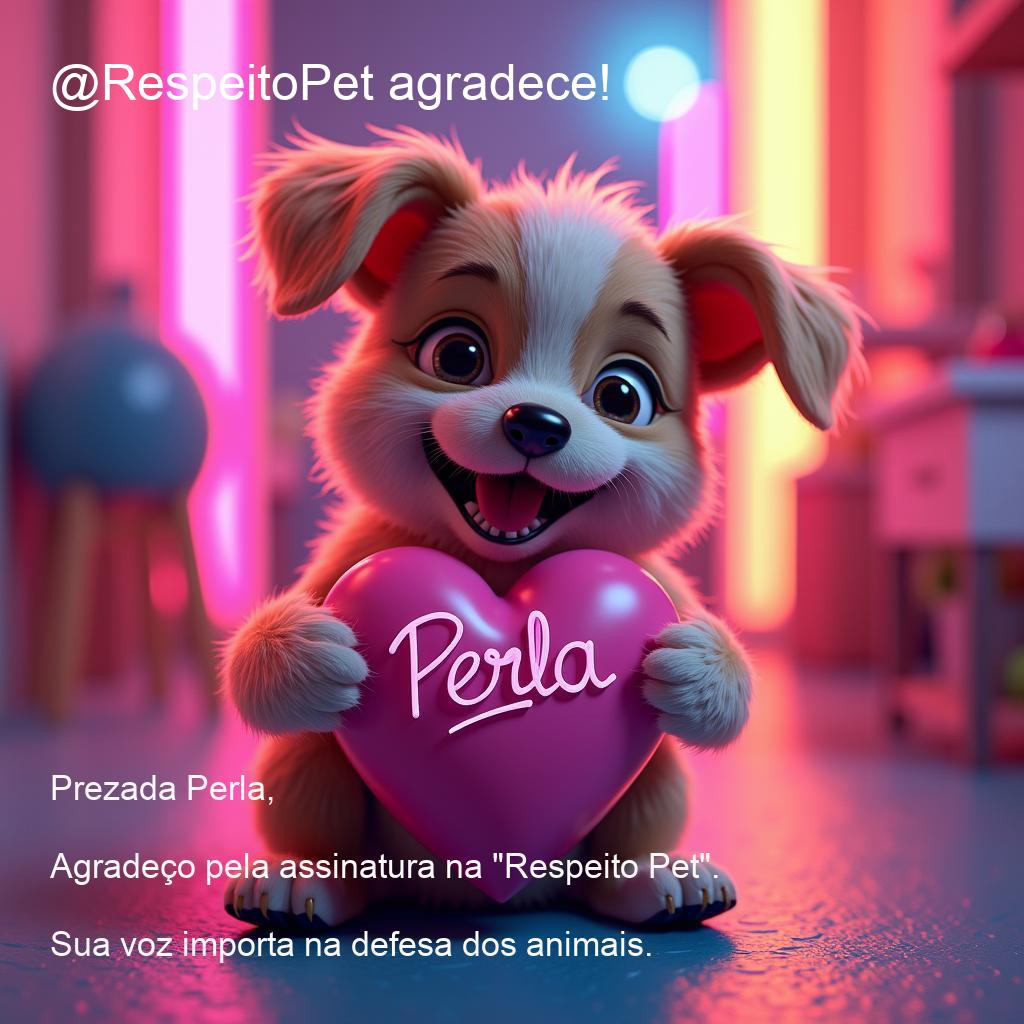 @RespeitoPet agradece!
Perla
Prezada Perla,
Agradeço pela assinatura na "Respeito Pet".
Sua voz importa na defesa dos animais.